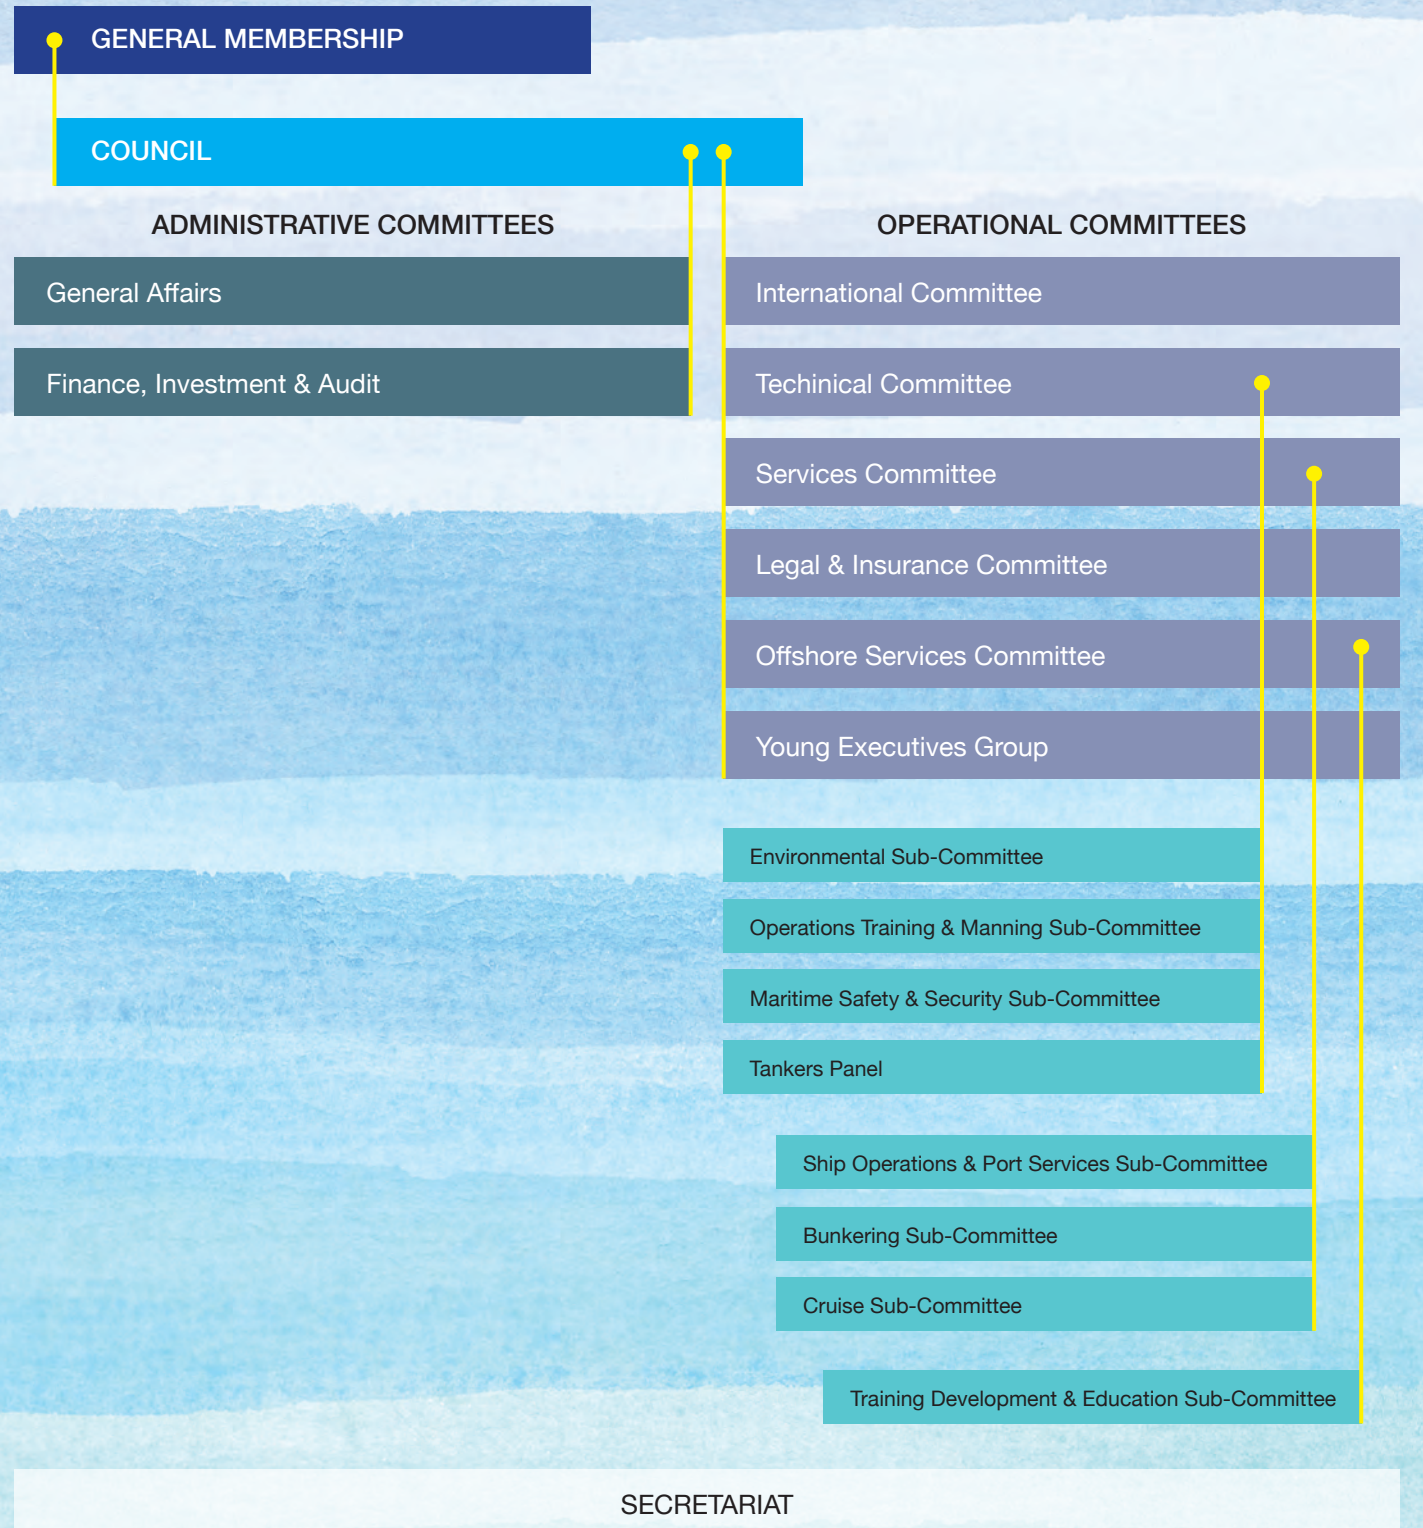 GENERAL MEMBERSHIP
COUNCIL
ADMINISTRATIVE COMMITTEES
General Affairs
Finance, Investment & Audit
OPERATIONAL COMMITTEES
International Committee
Techinical Committee
Services Committee
Legal & Insurance Committee
Offshore Services Committee
Young Executives Group
Environmental Sub-Committee
Operations Training & Manning Sub-Committee
Maritime Safety & Security Sub-Committee
Tankers Panel
Ship Operations & Port Services Sub-Committee
Bunkering Sub-Committee
Cruise Sub-Committee
Training Development & Education Sub-Committee
SECRETARIAT